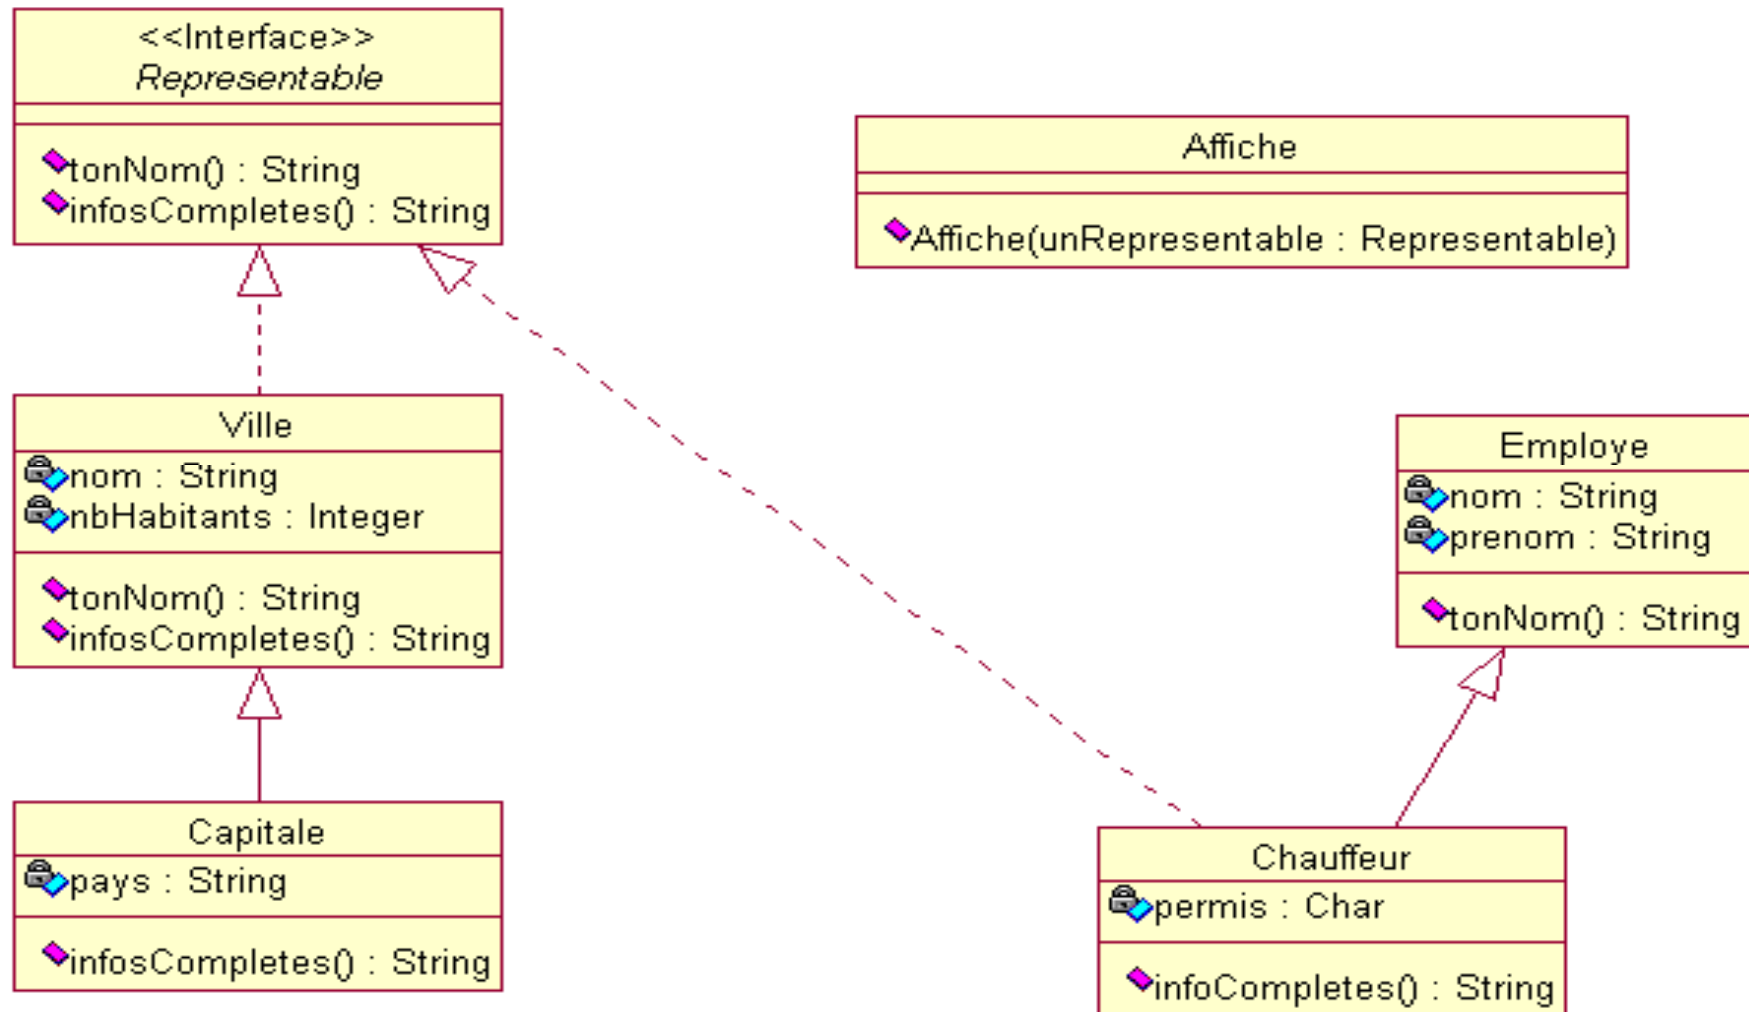 <<Interface>>
Representable
tonNom() : String
infosCompletes() : String
Affiche
Affiche(unRepresentable : Representable)
Ville
nom : String
nbHabitants : Integer
tonNom() : String
infosCompletes() : String
Employe
nom : String
prenom : String
tonNom() : String
Capitale
pays : String
infosCompletes() : String
Chauffeur
permis : Char
infoCompletes() : String